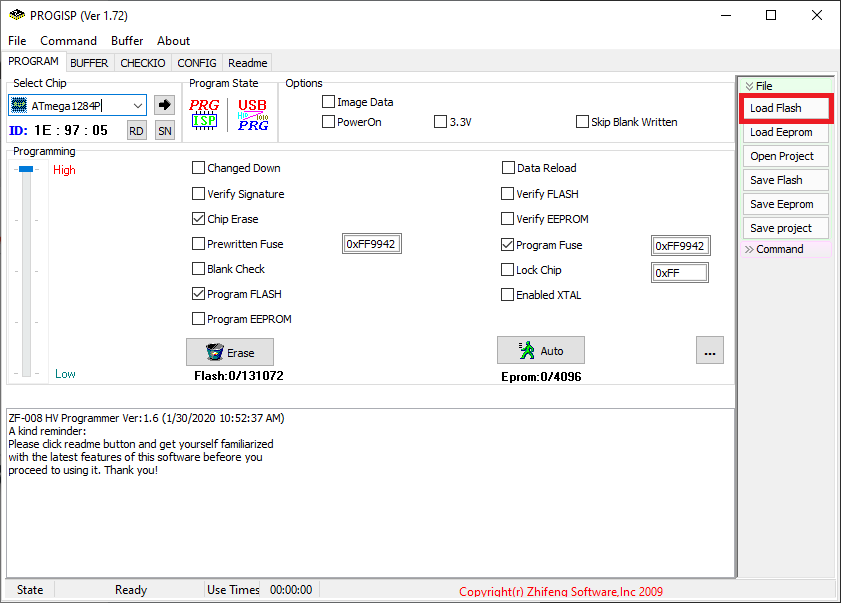 PROGISP (Ver 1.72)
File Command Buffer About
PROGRAM BUFFER CHECKIO CONFIG Readme
Select Chip
ATmega1284P
ID: 1E : 97 : 05 RD SN
Program State
PRG ISP USB PRG
Options
Image Data
PowerOn 3.3V Skip Blank Written
Programming
High
Low
Changed Down
Verify Signature
Chip Erase
Prewritten Fuse 0xFF9942
Blank Check
Program FLASH
Program EEPROM
Erase
Flash:0/131072
Data Reload
Verify FLASH
Verify EEPROM
Program Fuse 0xFF9942
Lock Chip 0xFF
Enabled XTAL
Auto ...
Eprom:0/4096
File
Load Flash
Load Eeprom
Open Project
Save Flash
Save Eeprom
Save project
Command
ZF-008 HV Programmer Ver:1.6 (1/30/2020 10:52:37 AM)
A kind reminder:
Please click readme button and get yourself familiarized
with the latest features of this software befeore you
proceed to using it. Thank you!
State Ready Use Times 00:00:00 Copyright(r) Zhifeng Software,Inc 2009